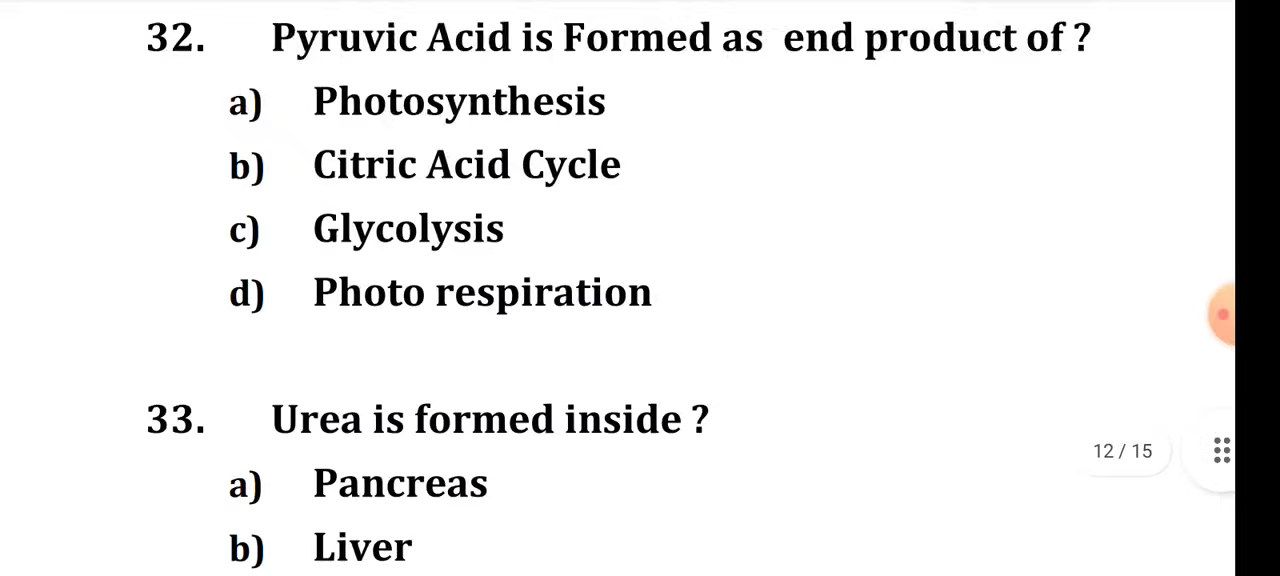 32. Pyruvic Acid is Formed as end product of ?
a) Photosynthesis
b) Citric Acid Cycle
c) Glycolysis
d) Photo respiration
33. Urea is formed inside ?
12 / 15
a) Pancreas
b) Liver